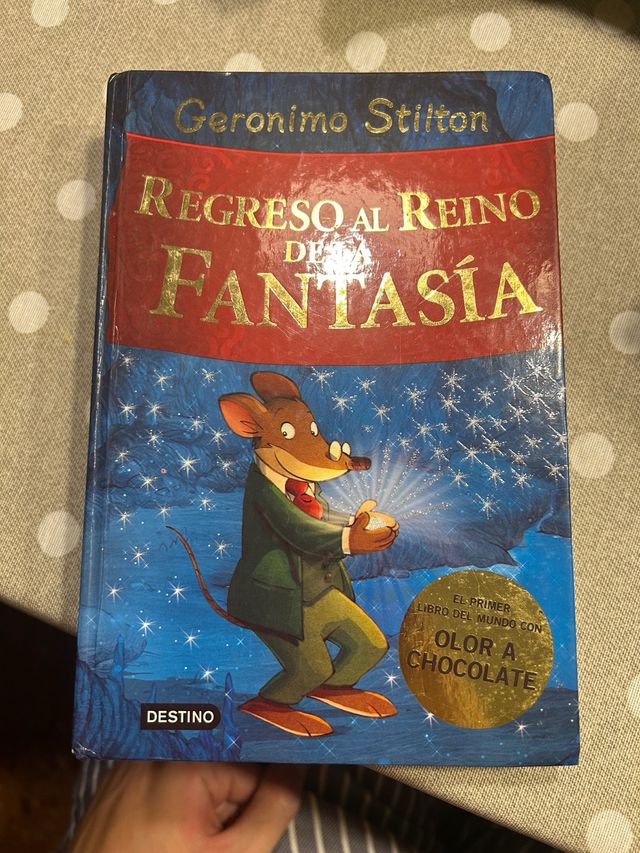 Geronimo Stilton
REGRESO AL REINO
DE LA
FANTASÍA
EL PRIMER
LIBRO DEL MUNDO CON
OLOR A
CHOCOLATE
DESTINO